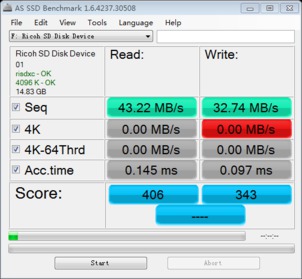 AS SSD Benchmark 1.6.4237.30508
File Edit View Tools Language Help
F: Ricoh SD Disk Device
Ricoh SD Disk Device
01
riadxc - OK
4096 K - OK
14.83 GB
Read: Write:
Seq 43.22 MB/s 32.74 MB/s
4K 0.00 MB/s 0.00 MB/s
4K-64Thrd 0.00 MB/s 0.00 MB/s
Acc.time 0.145 ms 0.097 ms
Score: 406 343
----
--:--:--
Start Abort